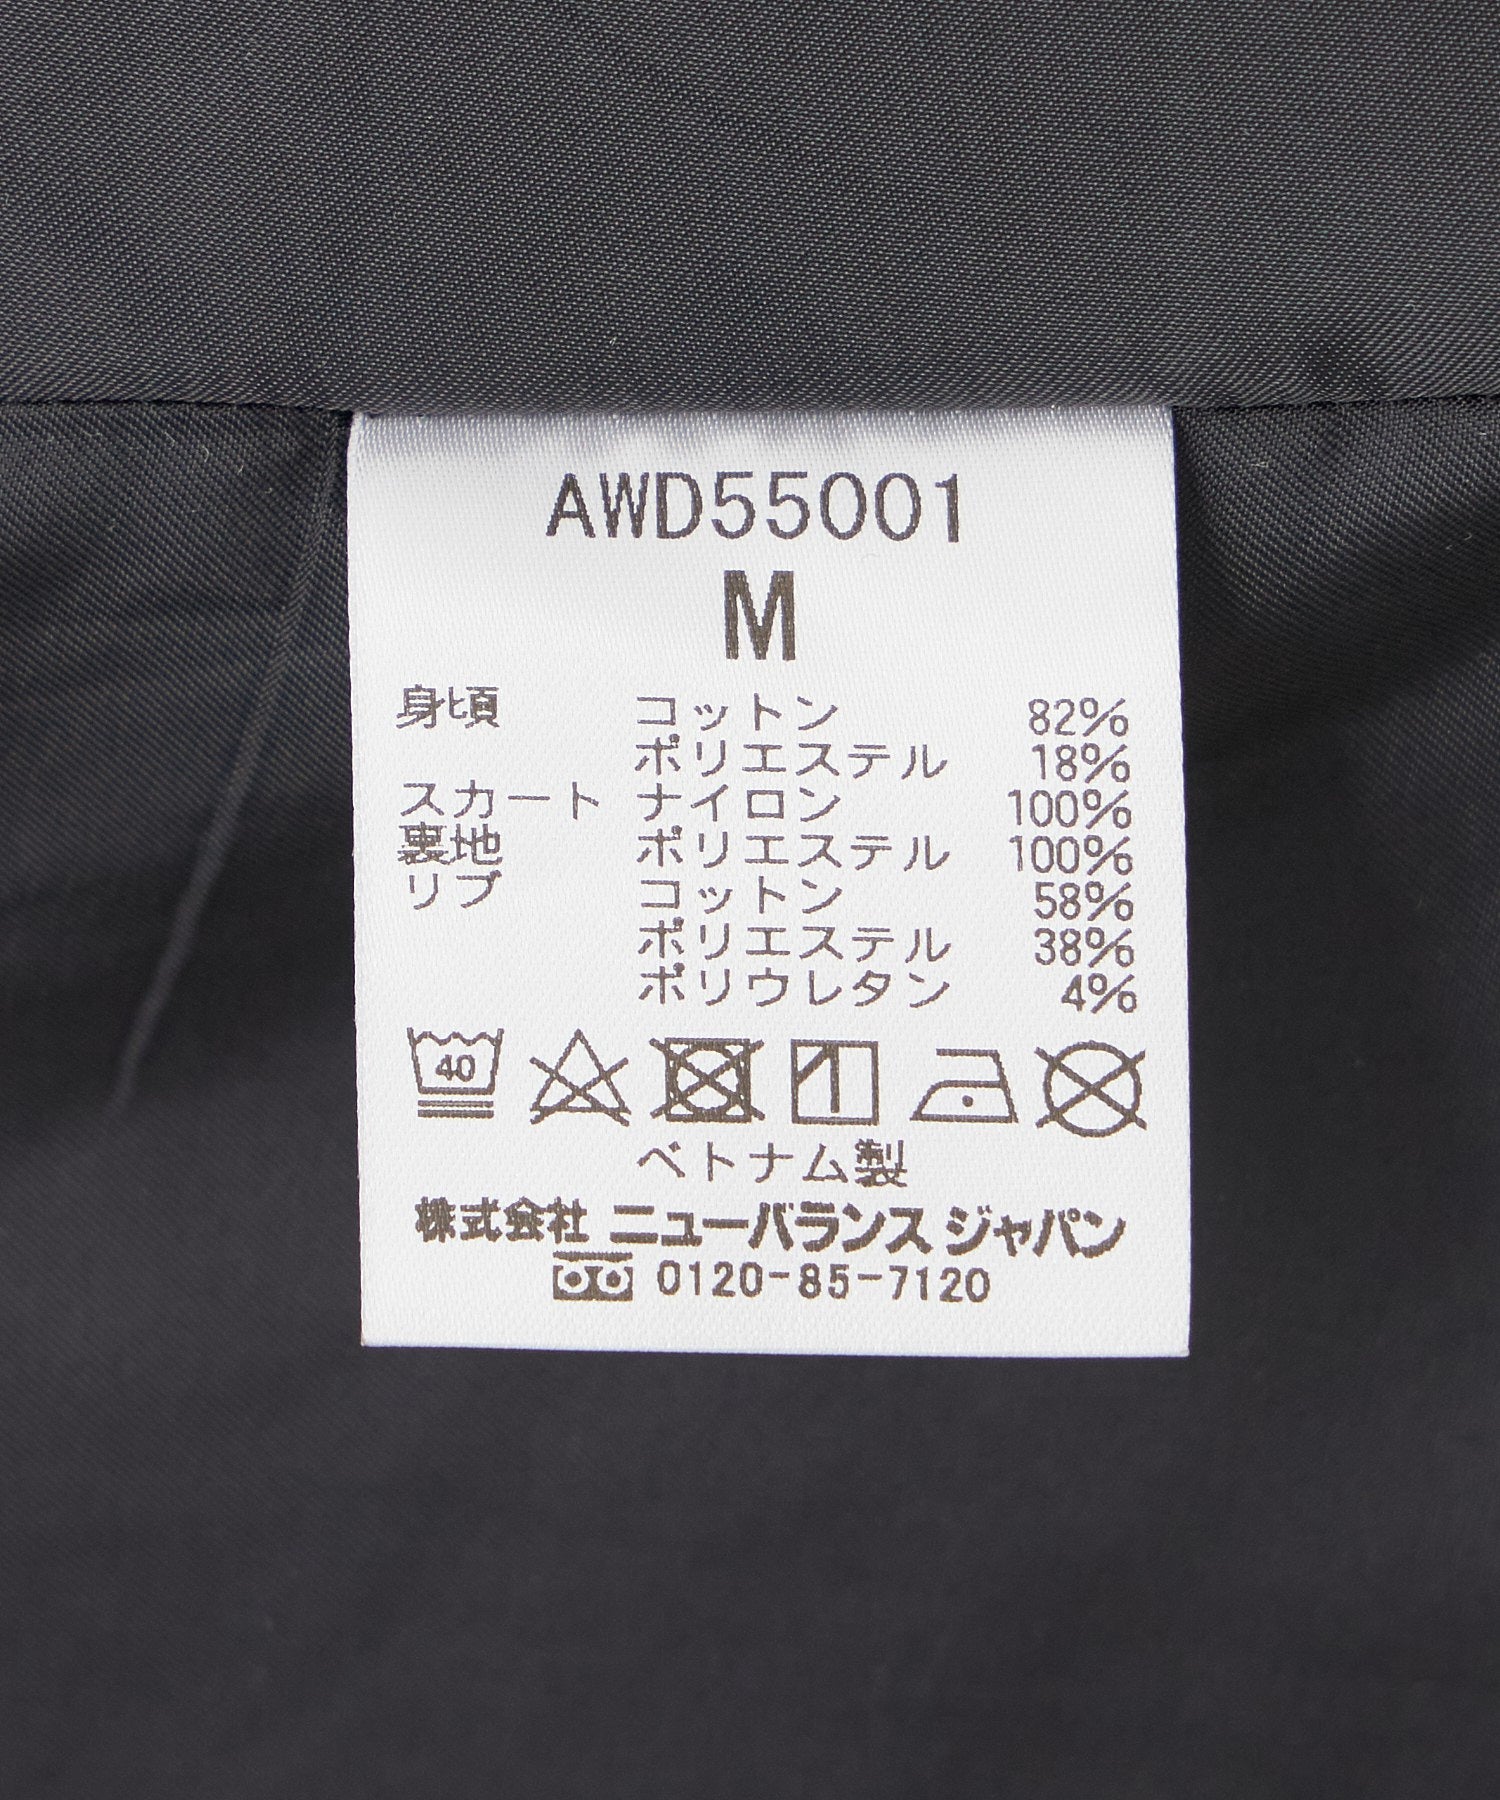 AWD55001
M
身頃 コットン 82%
ポリエステル 18%
スカート ナイロン 100%
裏地 ポリエステル 100%
リブ コットン 58%
ポリエステル 38%
ポリウレタン 4%
40
ベトナム製
株式会社 ニューバランス ジャパン
0120-85-7120